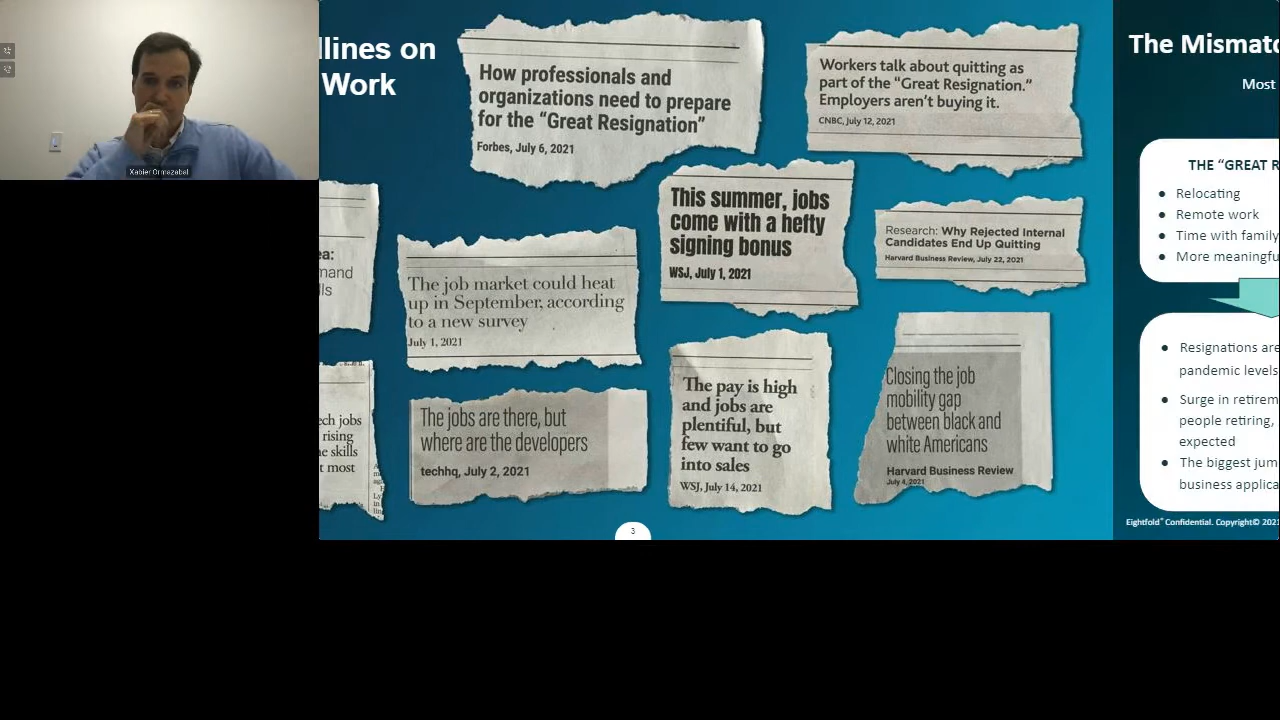 Xabier Ormazabal
llines on
Work
How professionals and
organizations need to prepare
for the “Great Resignation”
Forbes, July 6, 2021
Workers talk about quitting as
part of the “Great Resignation.”
Employers aren’t buying it.
CNBC, July 12, 2021
This summer, jobs
come with a hefty
signing bonus
WSJ, July 1, 2021
Research: Why Rejected Internal
Candidates End Up Quitting
Harvard Business Review, July 22, 2021
ea:
mand
lls
The job market could heat
up in September, according
to a new survey
July 1, 2021
ech jobs
rising
e skills
t most
The jobs are there, but
where are the developers
techhq, July 2, 2021
The pay is high
and jobs are
plentiful, but
few want to go
into sales
WSJ, July 14, 2021
Closing the job
mobility gap
between black and
white Americans
Harvard Business Review
July 4, 2021
3
The Mismatc
Most
THE “GREAT R
● Relocating
● Remote work
● Time with family
● More meaningfu
● Resignations are
pandemic levels
● Surge in retirem
people retiring,
expected
● The biggest jum
business applica
Eightfold® Confidential. Copyright© 2021